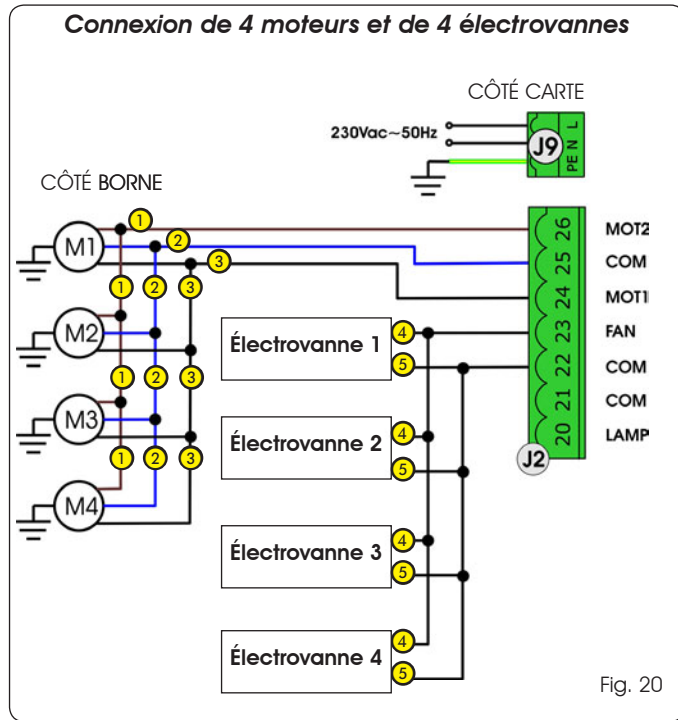 Connexion de 4 moteurs et de 4 électrovannes
CÔTÉ CARTE
230Vac~50Hz
J9
L
N
PE
CÔTÉ BORNE
M1
M2
M3
M4
1
2
3
1
2
3
1
2
3
1
2
3
26 MOT2
25 COM
24 MOT1
23 FAN
22 COM
21 COM
20 LAMP
J2
Électrovanne 1
4
5
Électrovanne 2
4
5
Électrovanne 3
4
5
Électrovanne 4
4
5
Fig. 20